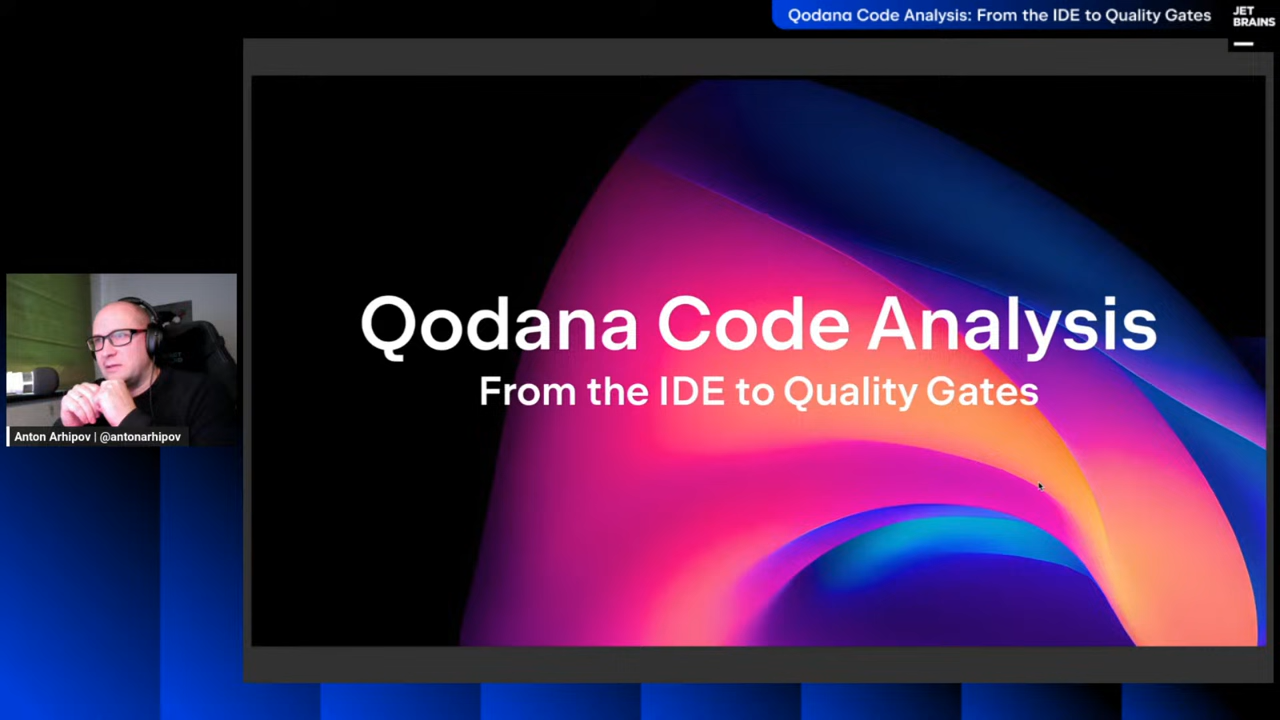 Qodana Code Analysis: From the IDE to Quality Gates
JET
BRAINS
Qodana Code Analysis
From the IDE to Quality Gates
Anton Arhipov | @antonarhipov